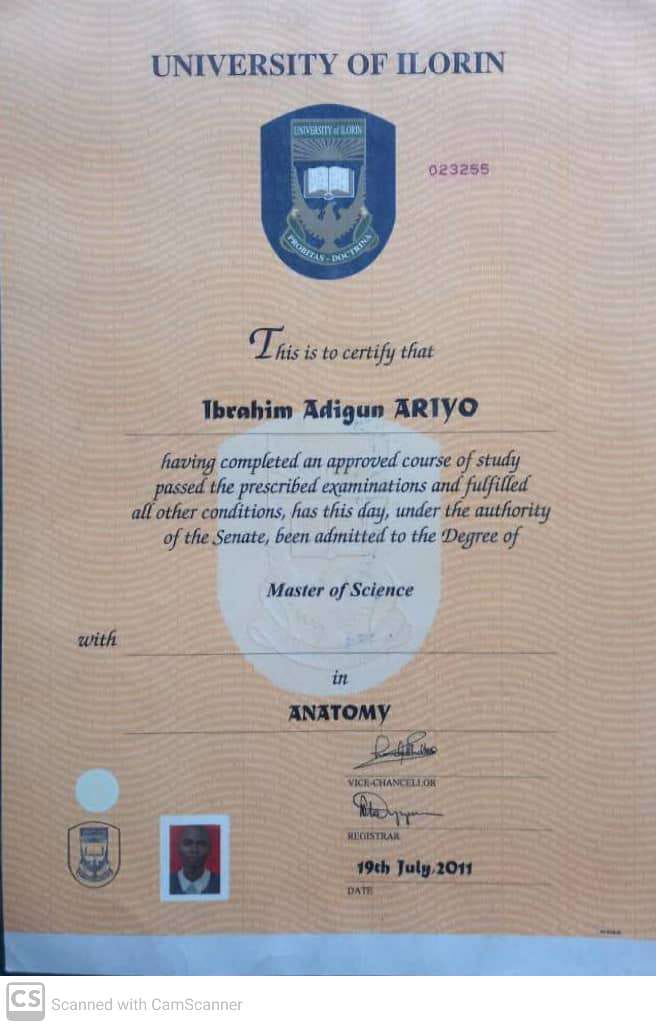 UNIVERSITY OF ILORIN
UNIVERSITY of ILORIN
023255
PROBITAS - DOCTRINA
This is to certify that
Ibrahim Adigun ARIYO
having completed an approved course of study
passed the prescribed examinations and fulfilled
all other conditions, has this day, under the authority
of the Senate, been admitted to the Degree of
Master of Science
with
in
ANATOMY
VICE-CHANCELLOR
REGISTRAR
19th July, 2011
DATE
CS Scanned with CamScanner